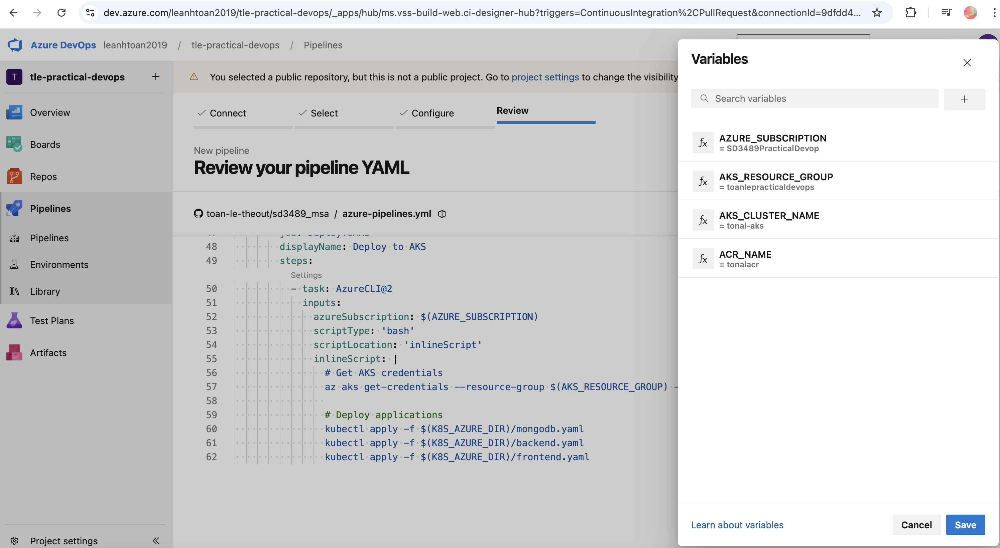 dev.azure.com/leanhtoan2019/tle-practical-devops/_apps/hub/ms.vss-build-web.ci-designer-hub?triggers=ContinuousIntegration%2CPullRequest&connectionId=9dfdd4...
Azure DevOps leanhtoan2019 / tle-practical-devops / Pipelines
T tle-practical-devops
Overview
Boards
Repos
Pipelines
Pipelines
Environments
Library
Test Plans
Artifacts
Project settings
You selected a public repository, but this is not a public project. Go to project settings to change the visibility
Connect
Select
Configure
Review
New pipeline
Review your pipeline YAML
toan-le-theout/sd3489_msa / azure-pipelines.yml
47 job: DeployToAKS
48 displayName: Deploy to AKS
49 steps:
Settings
50 - task: AzureCLI@2
51 inputs:
52 azureSubscription: $(AZURE_SUBSCRIPTION)
53 scriptType: 'bash'
54 scriptLocation: 'inlineScript'
55 inlineScript: |
56 # Get AKS credentials
57 az aks get-credentials --resource-group $(AKS_RESOURCE_GROUP) -
58
59 # Deploy applications
60 kubectl apply -f $(K8S_AZURE_DIR)/mongodb.yaml
61 kubectl apply -f $(K8S_AZURE_DIR)/backend.yaml
62 kubectl apply -f $(K8S_AZURE_DIR)/frontend.yaml
Variables
Search variables
fx AZURE_SUBSCRIPTION
= SD3489PracticalDevop
fx AKS_RESOURCE_GROUP
= toanlepracticaldevops
fx AKS_CLUSTER_NAME
= tonal-aks
fx ACR_NAME
= tonalacr
Learn about variables
Cancel
Save